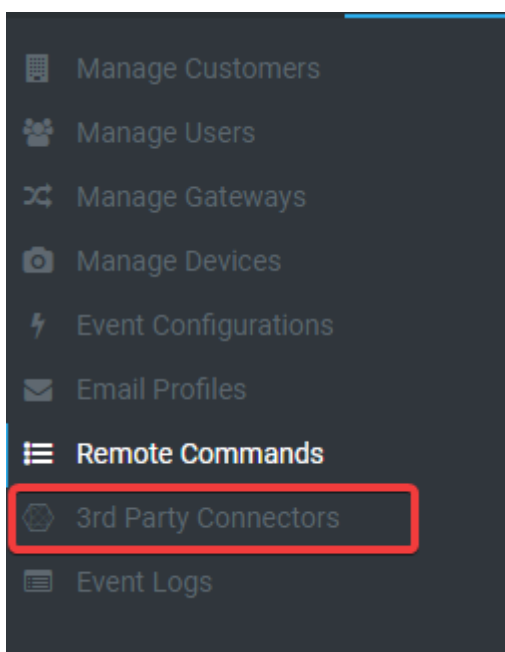 Manage Customers
Manage Users
Manage Gateways
Manage Devices
Event Configurations
Email Profiles
Remote Commands
3rd Party Connectors
Event Logs